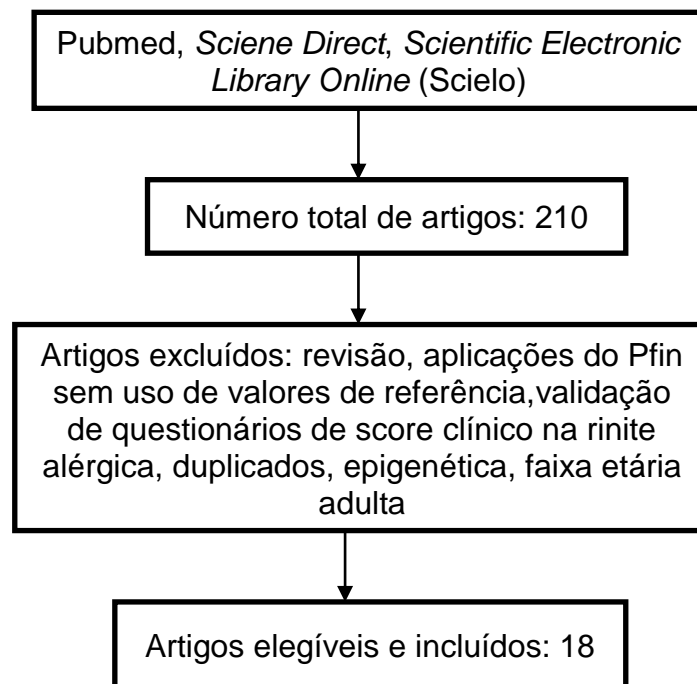 Pubmed, Sciene Direct, Scientific Electronic
Library Online (Scielo)
Número total de artigos: 210
Artigos excluídos: revisão, aplicações do Pfin
sem uso de valores de referência,validação
de questionários de score clínico na rinite
alérgica, duplicados, epigenética, faixa etária
adulta
Artigos elegíveis e incluídos: 18